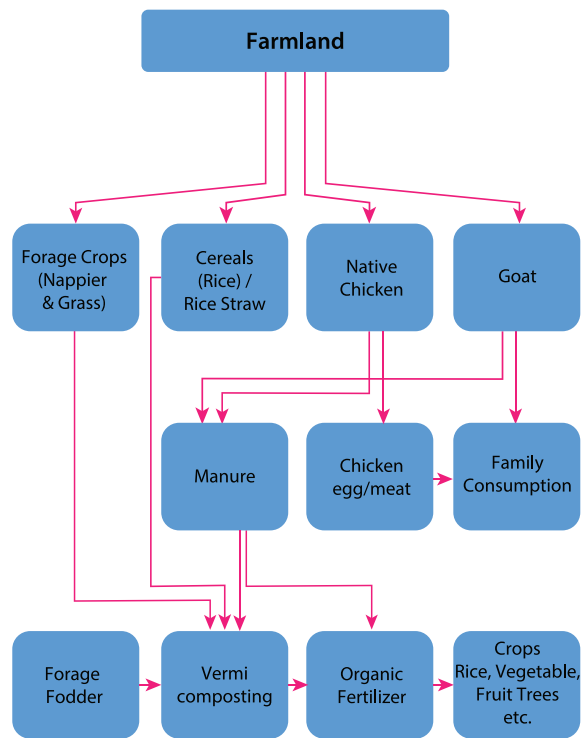 Farmland
Forage Crops
(Nappier
& Grass)
Cereals
(Rice) /
Rice Straw
Native
Chicken
Goat
Manure
Chicken
egg/meat
Family
Consumption
Forage
Fodder
Vermi
composting
Organic
Fertilizer
Crops
Rice, Vegetable,
Fruit Trees
etc.